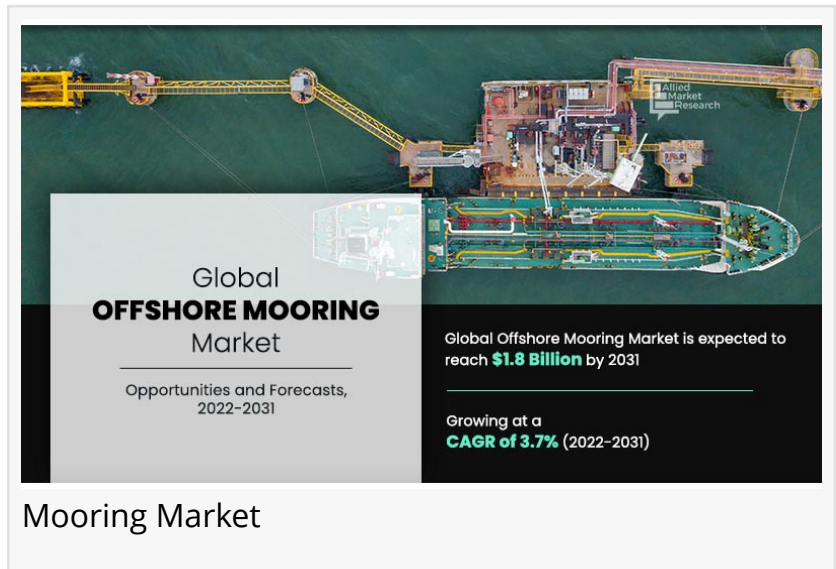 Allied
Market
Research
Global
OFFSHORE MOORING
Market
Opportunities and Forecasts,
2022-2031
Global Offshore Mooring Market is expected to
reach $1.8 Billion by 2031
Growing at a
CAGR of 3.7% (2022-2031)
Mooring Market